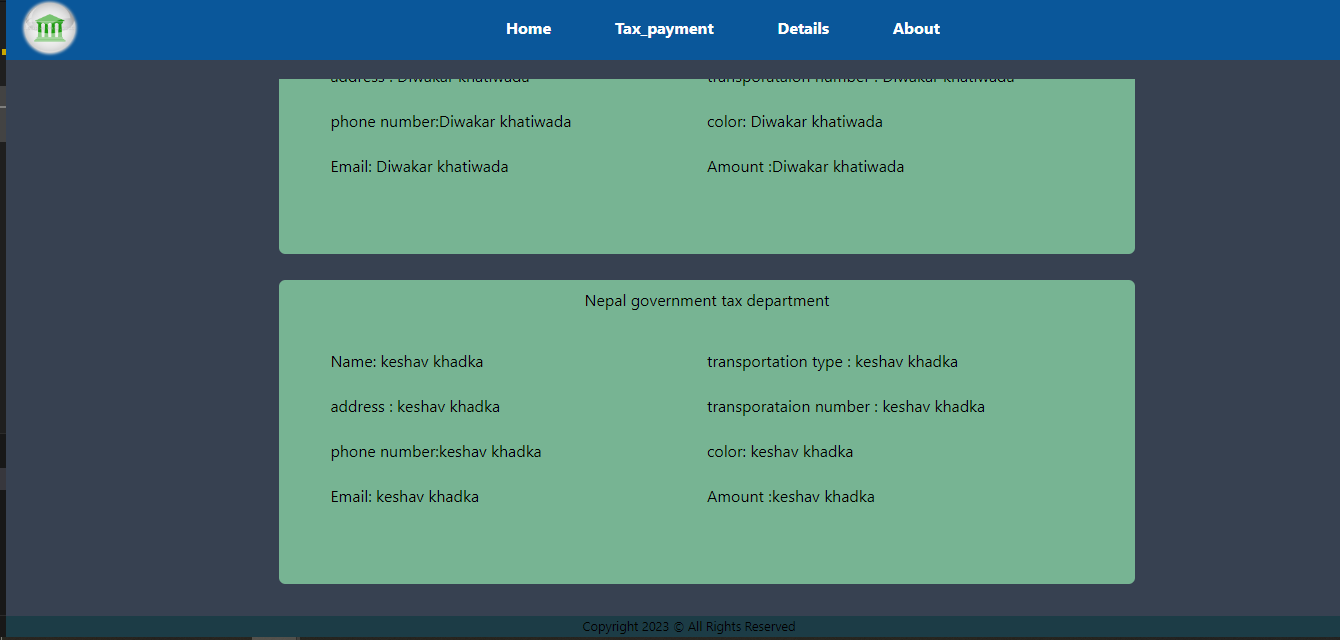 Home Tax_payment Details About
address : Diwakar khatiwada transporataion number : Diwakar khatiwada
phone number:Diwakar khatiwada color: Diwakar khatiwada
Email: Diwakar khatiwada Amount :Diwakar khatiwada
Nepal government tax department
Name: keshav khadka transportation type : keshav khadka
address : keshav khadka transporataion number : keshav khadka
phone number:keshav khadka color: keshav khadka
Email: keshav khadka Amount :keshav khadka
Copyright 2023 © All Rights Reserved